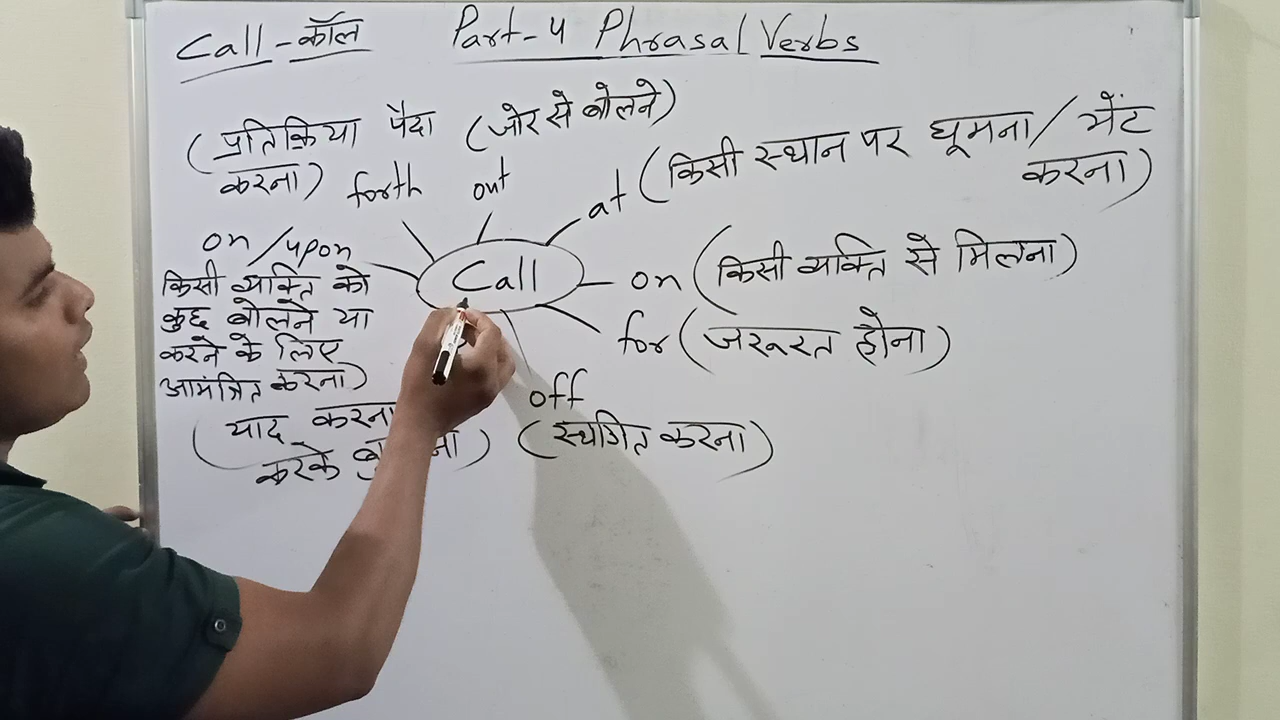 Call - कॉल Part-4 Phrasal Verbs
(प्रतिक्रिया पैदा
करना)
forth
(जोर से बोलने)
out
at (किसी स्थान पर घूमना/ भेंट
करना)
on /upon
किसी व्यक्ति को
कुछ बोलने या
करने के लिए
आमंत्रित करना)
Call
on (किसी व्यक्ति से मिलना)
for (जरूरत होना)
off
(स्थगित करना)
(याद करना
करके